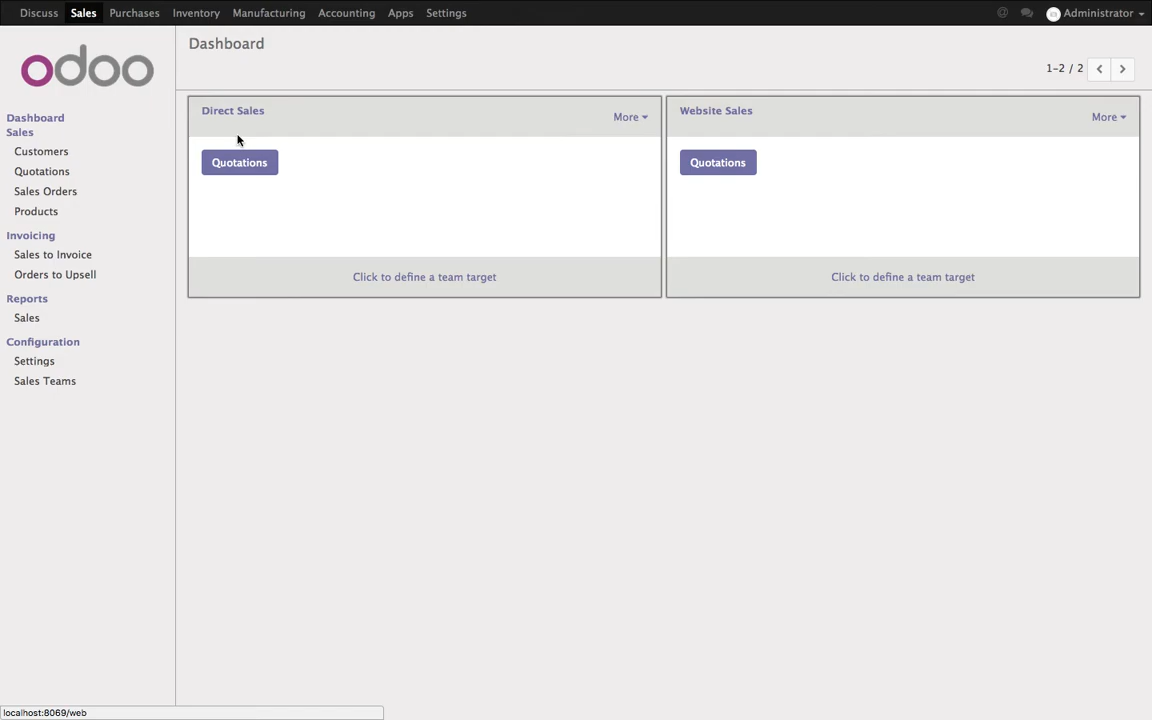 Discuss Sales Purchases Inventory Manufacturing Accounting Apps Settings @ Administrator
odoo
Dashboard
1-2 / 2
Dashboard
Sales
Customers
Quotations
Sales Orders
Products
Invoicing
Sales to Invoice
Orders to Upsell
Reports
Sales
Configuration
Settings
Sales Teams
Direct Sales
More
Quotations
Click to define a team target
Website Sales
More
Quotations
Click to define a team target
localhost:8069/web